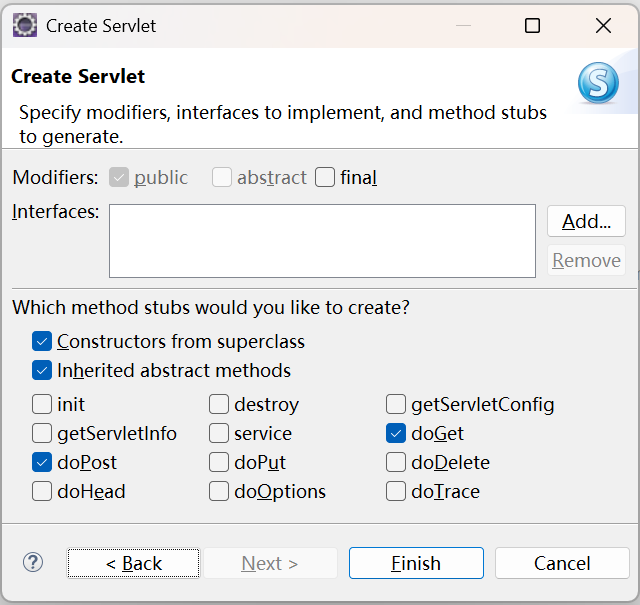 Create Servlet
Create Servlet
Specify modifiers, interfaces to implement, and method stubs
to generate.
Modifiers: public abstract final
Interfaces:
Add...
Remove
Which method stubs would you like to create?
Constructors from superclass
Inherited abstract methods
init destroy getServletConfig
getServletInfo service doGet
doPost doPut doDelete
doHead doOptions doTrace
? < Back Next > Finish Cancel